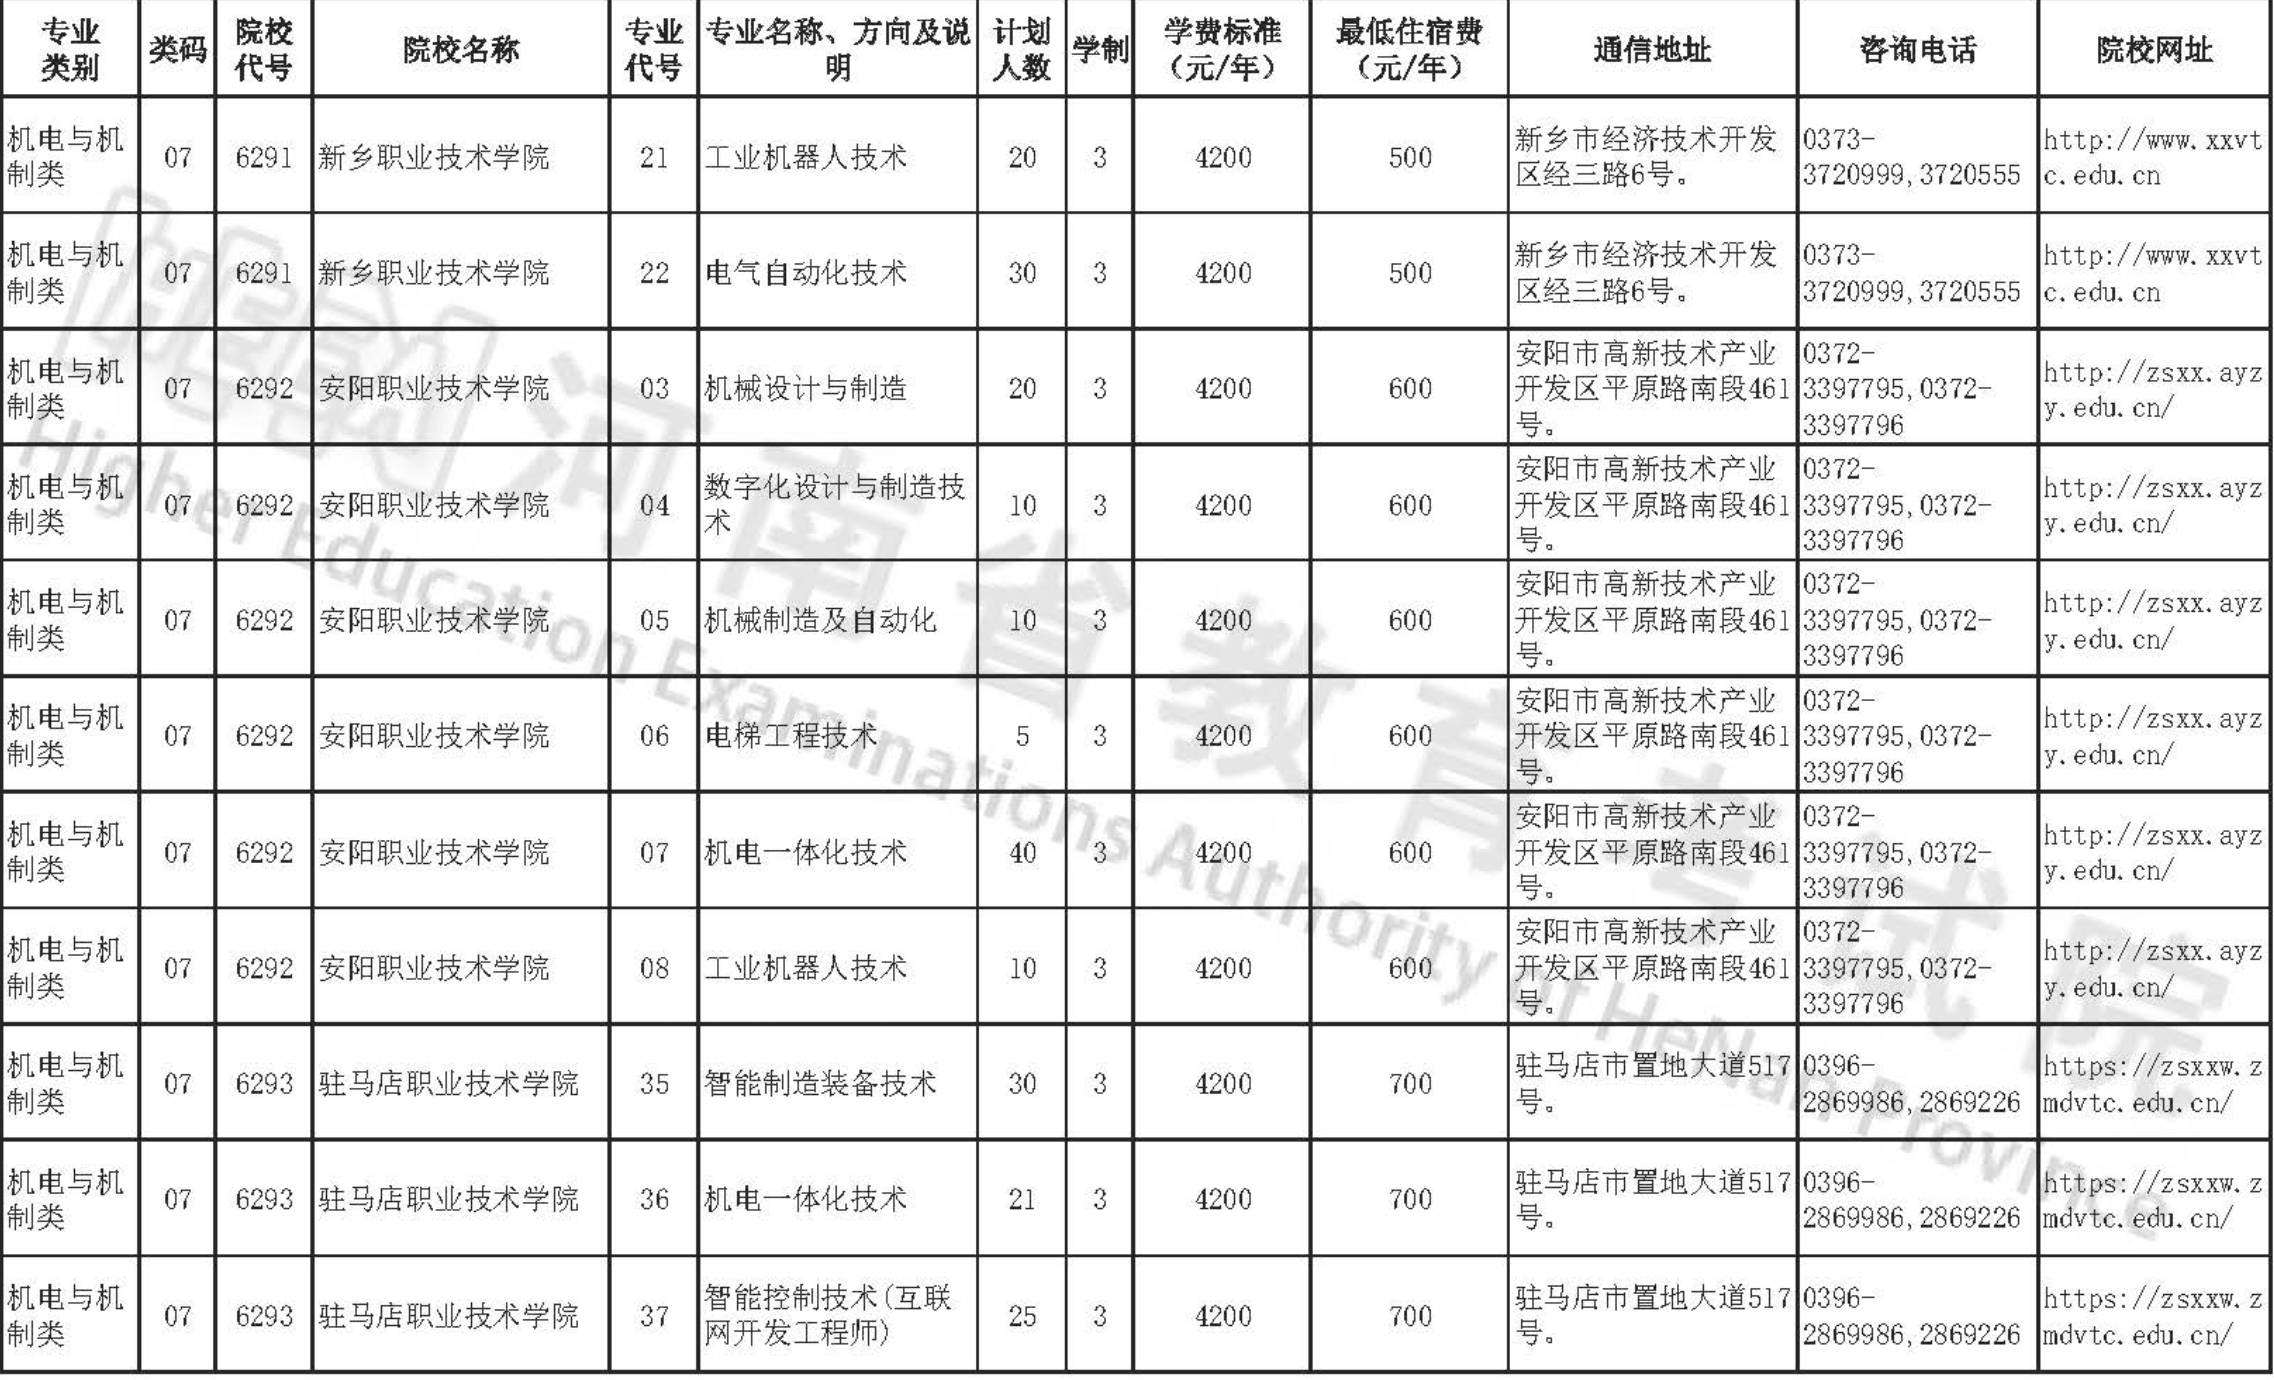 专业类别 类码 院校代号 院校名称 专业代号 专业名称、方向及说明 计划人数 学制 学费标准（元/年） 最低住宿费（元/年） 通信地址 咨询电话 院校网址
机电与机制类 07 6291 新乡职业技术学院 21 工业机器人技术 20 3 4200 500 新乡市经济技术开发区经三路6号。 0373-3720999,3720555 http://www.xxvtc.edu.cn
机电与机制类 07 6291 新乡职业技术学院 22 电气自动化技术 30 3 4200 500 新乡市经济技术开发区经三路6号。 0373-3720999,3720555 http://www.xxvtc.edu.cn
机电与机制类 07 6292 安阳职业技术学院 03 机械设计与制造 20 3 4200 600 安阳市高新技术产业开发区平原路南段461号。 0372-3397795,0372-3397796 http://zsxx.ayzy.edu.cn/
机电与机制类 07 6292 安阳职业技术学院 04 数字化设计与制造技术 10 3 4200 600 安阳市高新技术产业开发区平原路南段461号。 0372-3397795,0372-3397796 http://zsxx.ayzy.edu.cn/
机电与机制类 07 6292 安阳职业技术学院 05 机械制造及自动化 10 3 4200 600 安阳市高新技术产业开发区平原路南段461号。 0372-3397795,0372-3397796 http://zsxx.ayzy.edu.cn/
机电与机制类 07 6292 安阳职业技术学院 06 电梯工程技术 5 3 4200 600 安阳市高新技术产业开发区平原路南段461号。 0372-3397795,0372-3397796 http://zsxx.ayzy.edu.cn/
机电与机制类 07 6292 安阳职业技术学院 07 机电一体化技术 40 3 4200 600 安阳市高新技术产业开发区平原路南段461号。 0372-3397795,0372-3397796 http://zsxx.ayzy.edu.cn/
机电与机制类 07 6292 安阳职业技术学院 08 工业机器人技术 10 3 4200 600 安阳市高新技术产业开发区平原路南段461号。 0372-3397795,0372-3397796 http://zsxx.ayzy.edu.cn/
机电与机制类 07 6293 驻马店职业技术学院 35 智能制造装备技术 30 3 4200 700 驻马店市置地大道517号。 0396-2869986,2869226 https://zsxxw.zmdvtc.edu.cn/
机电与机制类 07 6293 驻马店职业技术学院 36 机电一体化技术 21 3 4200 700 驻马店市置地大道517号。 0396-2869986,2869226 https://zsxxw.zmdvtc.edu.cn/
机电与机制类 07 6293 驻马店职业技术学院 37 智能控制技术(互联网开发工程师) 25 3 4200 700 驻马店市置地大道517号。 0396-2869986,2869226 https://zsxxw.zmdvtc.edu.cn/
河南省教育考试院
Higher Education Examinations Authority of HeNan Province